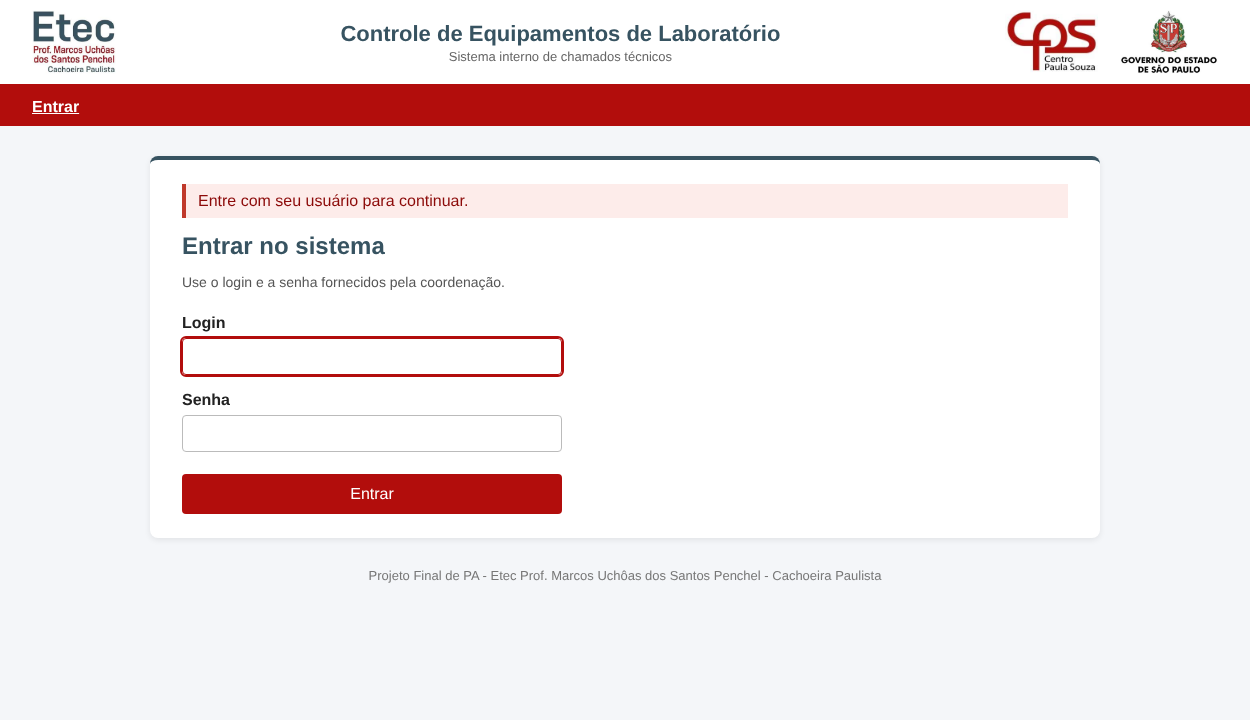 Etec
Prof. Marcos Uchôas
dos Santos Penchel
Cachoeira Paulista
Controle de Equipamentos de Laboratório
Sistema interno de chamados técnicos
CPS
Centro
Paula Souza
SP
GOVERNO DO ESTADO
DE SÃO PAULO
Entrar
Entre com seu usuário para continuar.
Entrar no sistema
Use o login e a senha fornecidos pela coordenação.
Login
Senha
Entrar
Projeto Final de PA - Etec Prof. Marcos Uchôas dos Santos Penchel - Cachoeira Paulista